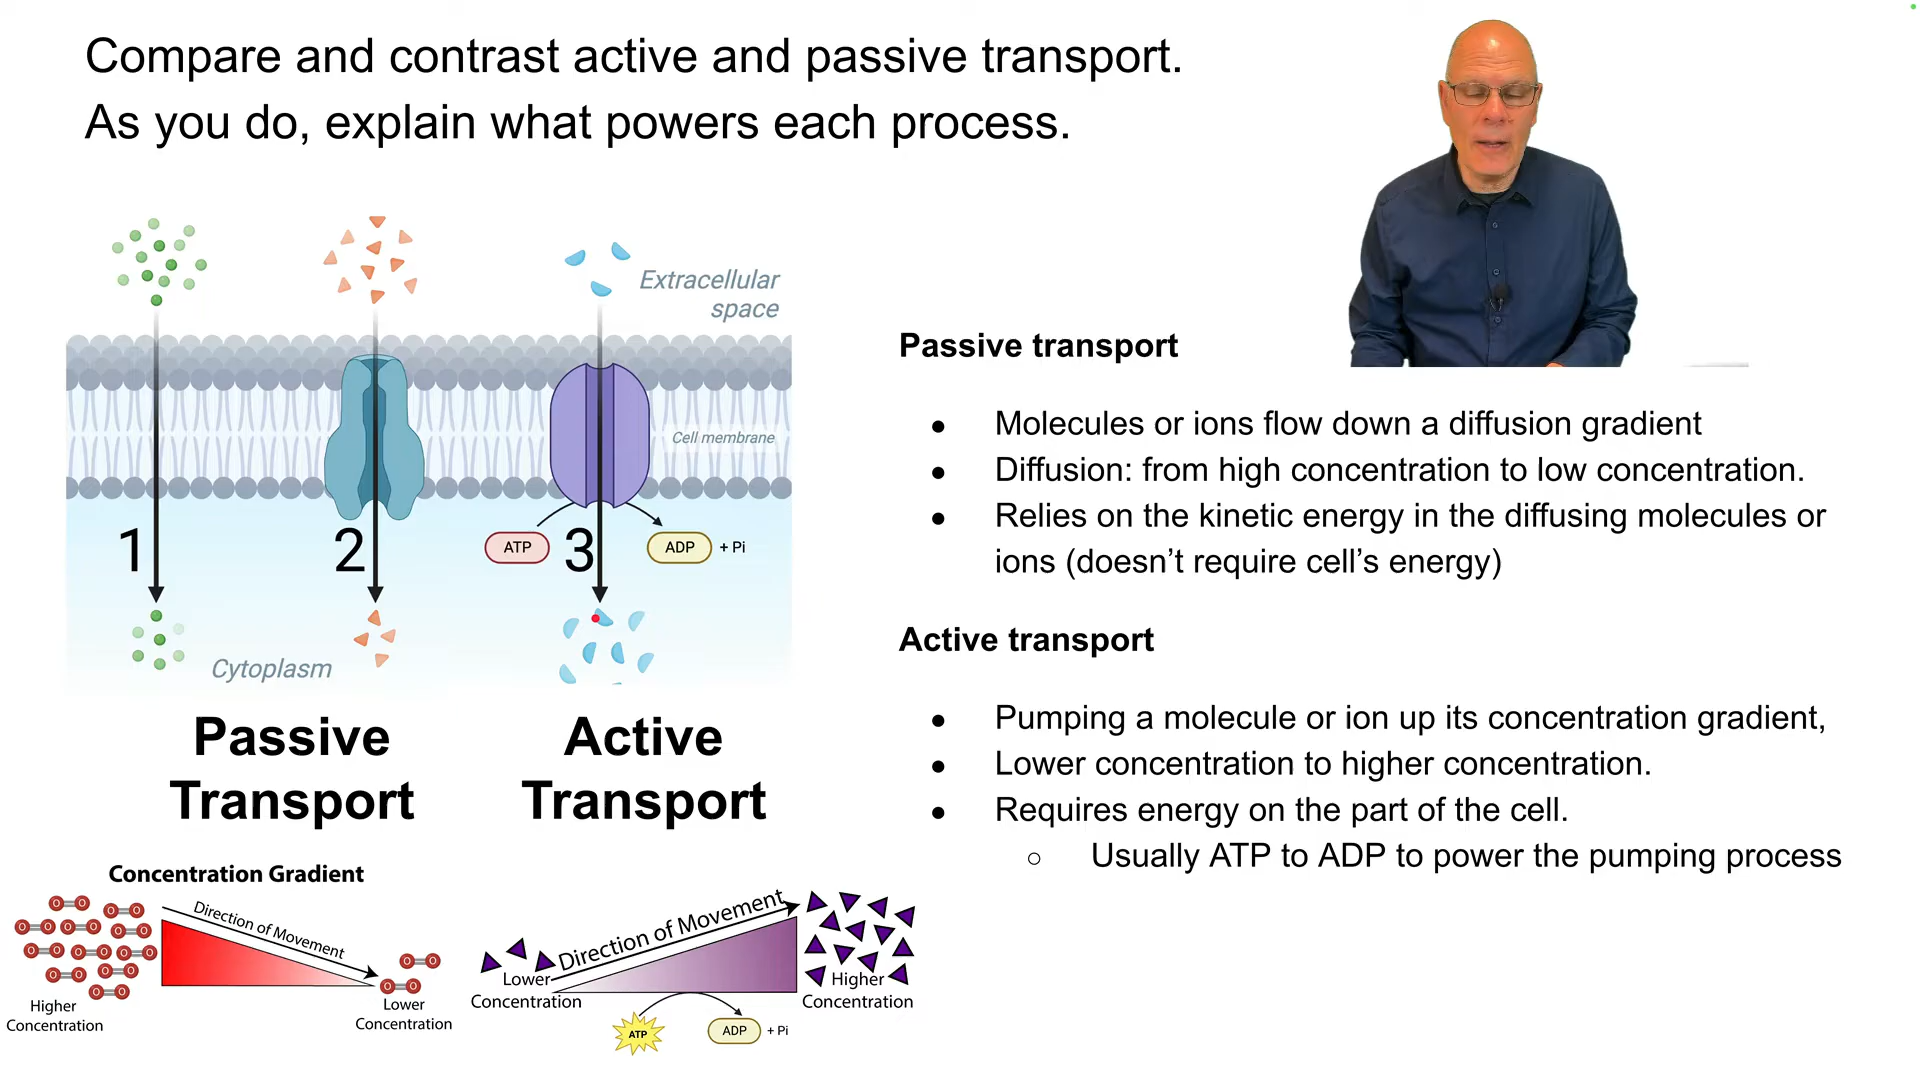 Compare and contrast active and passive transport.
As you do, explain what powers each process.
Extracellular
space
Cell membrane
1
2
ATP
3
ADP
+ Pi
Cytoplasm
Passive
Transport
Active
Transport
Concentration Gradient
Direction of Movement
Higher
Concentration
Lower
Concentration
Direction of Movement
Lower
Concentration
Higher
Concentration
ATP
ADP
+ Pi
Passive transport
● Molecules or ions flow down a diffusion gradient
● Diffusion: from high concentration to low concentration.
● Relies on the kinetic energy in the diffusing molecules or
ions (doesn’t require cell’s energy)
Active transport
● Pumping a molecule or ion up its concentration gradient,
● Lower concentration to higher concentration.
● Requires energy on the part of the cell.
○ Usually ATP to ADP to power the pumping process